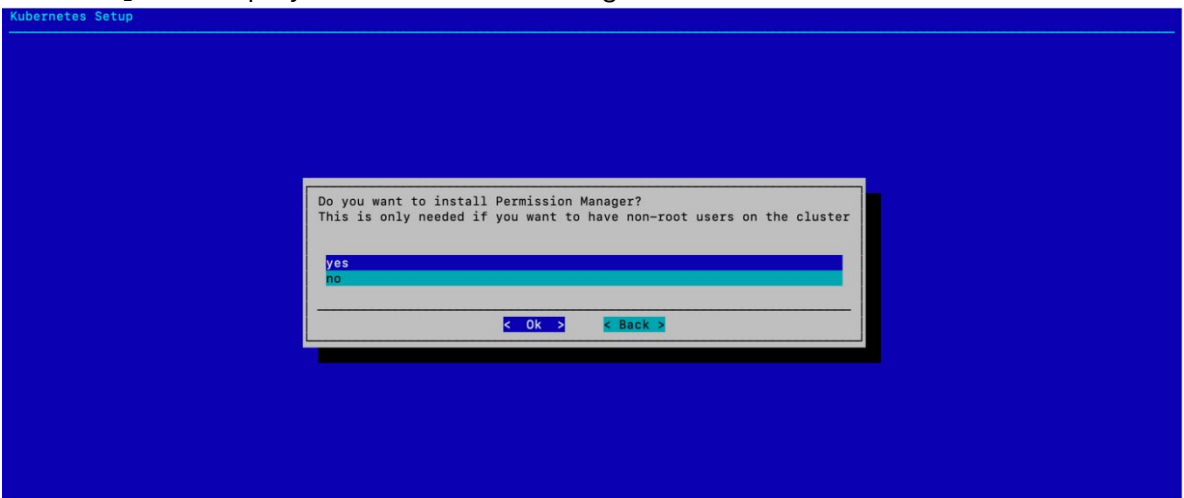 Kubernetes Setup
Do you want to install Permission Manager?
This is only needed if you want to have non-root users on the cluster
yes
no
< Ok > < Back >